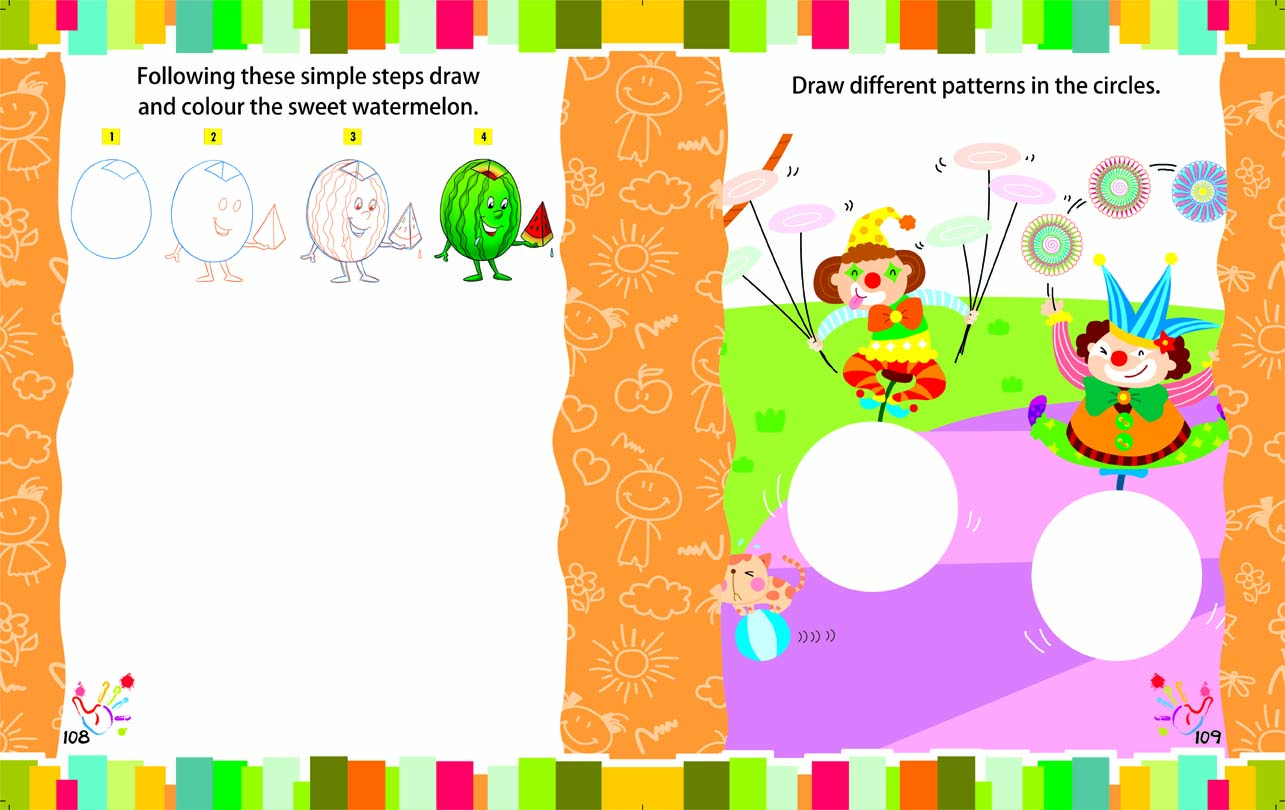 Following these simple steps draw
and colour the sweet watermelon.
1 2 3 4
108
Draw different patterns in the circles.
109